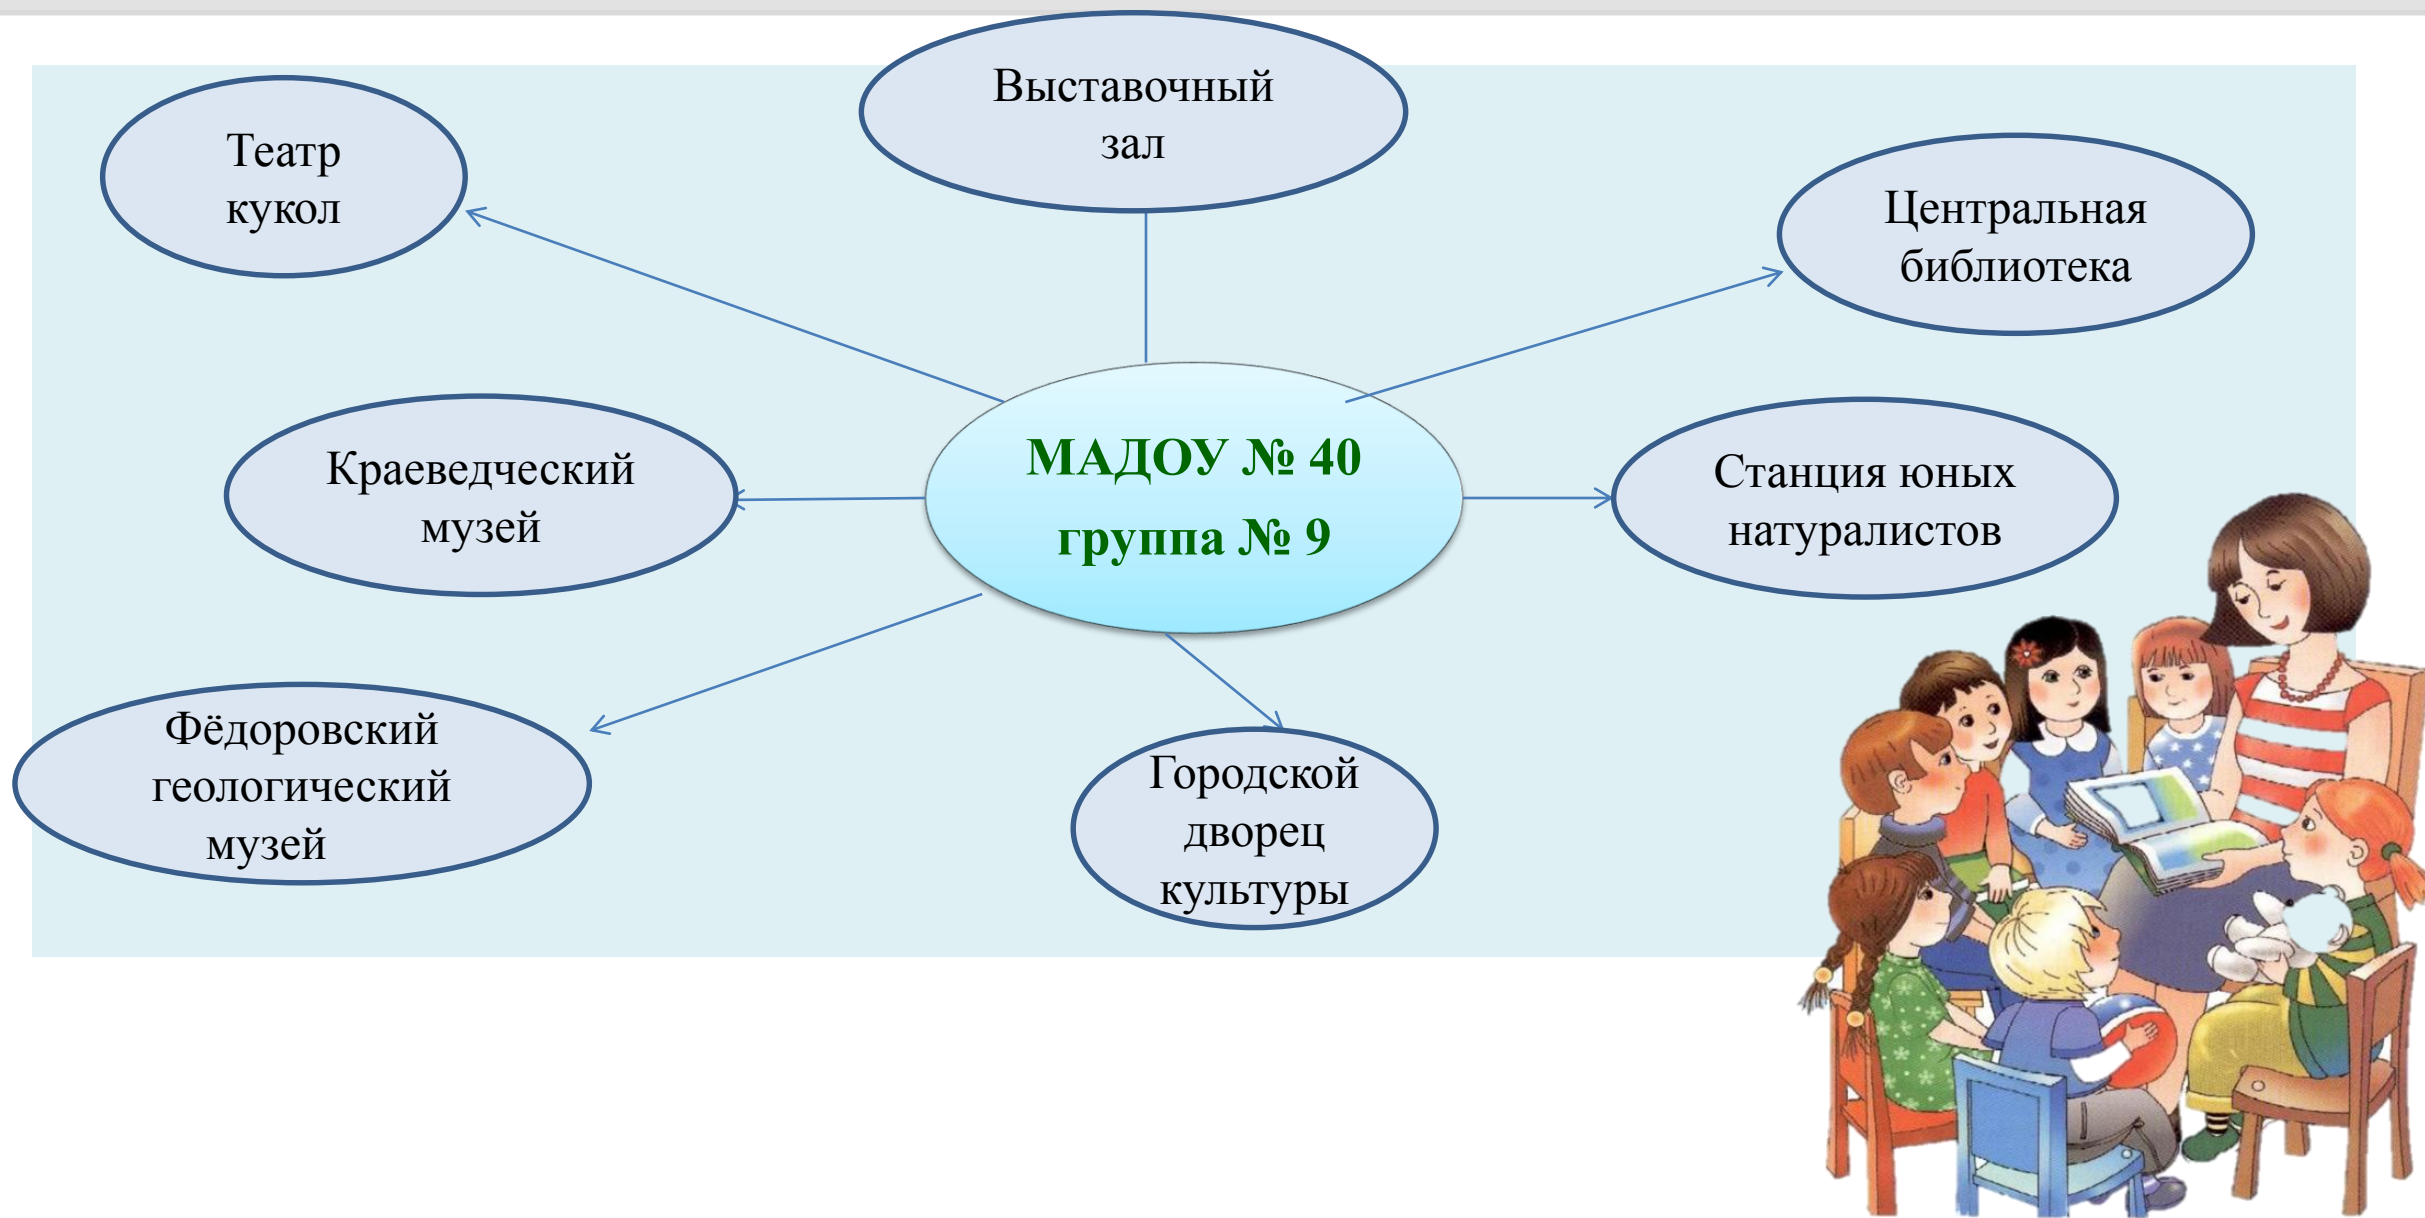 Выставочный
зал
Театр
кукол
Центральная
библиотека
Краеведческий
музей
МАДОУ № 40
группа № 9
Станция юных
натуралистов
Фёдоровский
геологический
музей
Городской
дворец
культуры